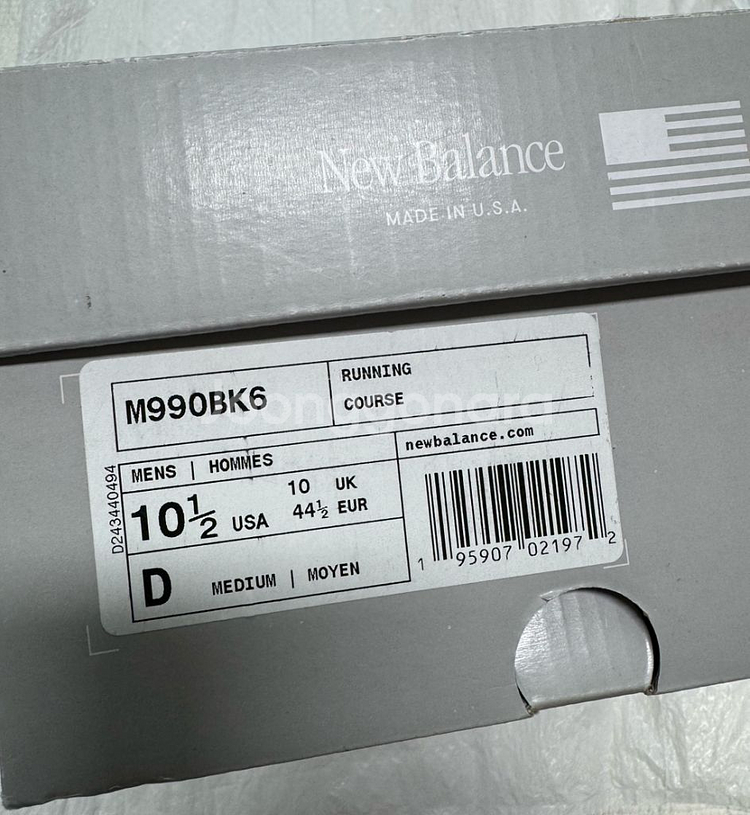 New Balance
MADE IN U.S.A.
M990BK6
RUNNING
COURSE
newbalance.com
MENS | HOMMES
10½ USA
10 UK
44½ EUR
D MEDIUM | MOYEN
D243440494
1 95907 02197 2